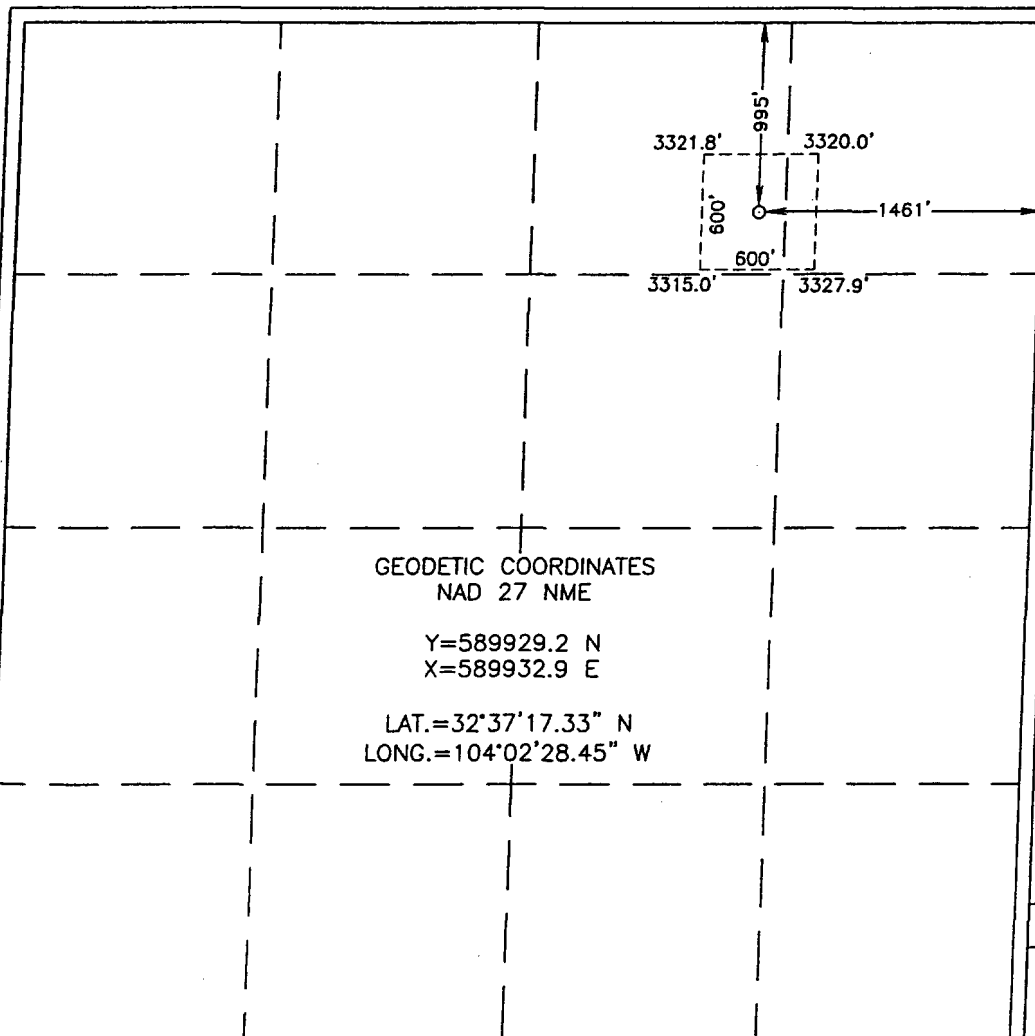 995'
3321.8' 3320.0'
600'
1461'
600'
3315.0' 3327.9'
GEODETIC COORDINATES
NAD 27 NME
Y=589929.2 N
X=589932.9 E
LAT.=32°37'17.33" N
LONG.=104°02'28.45" W